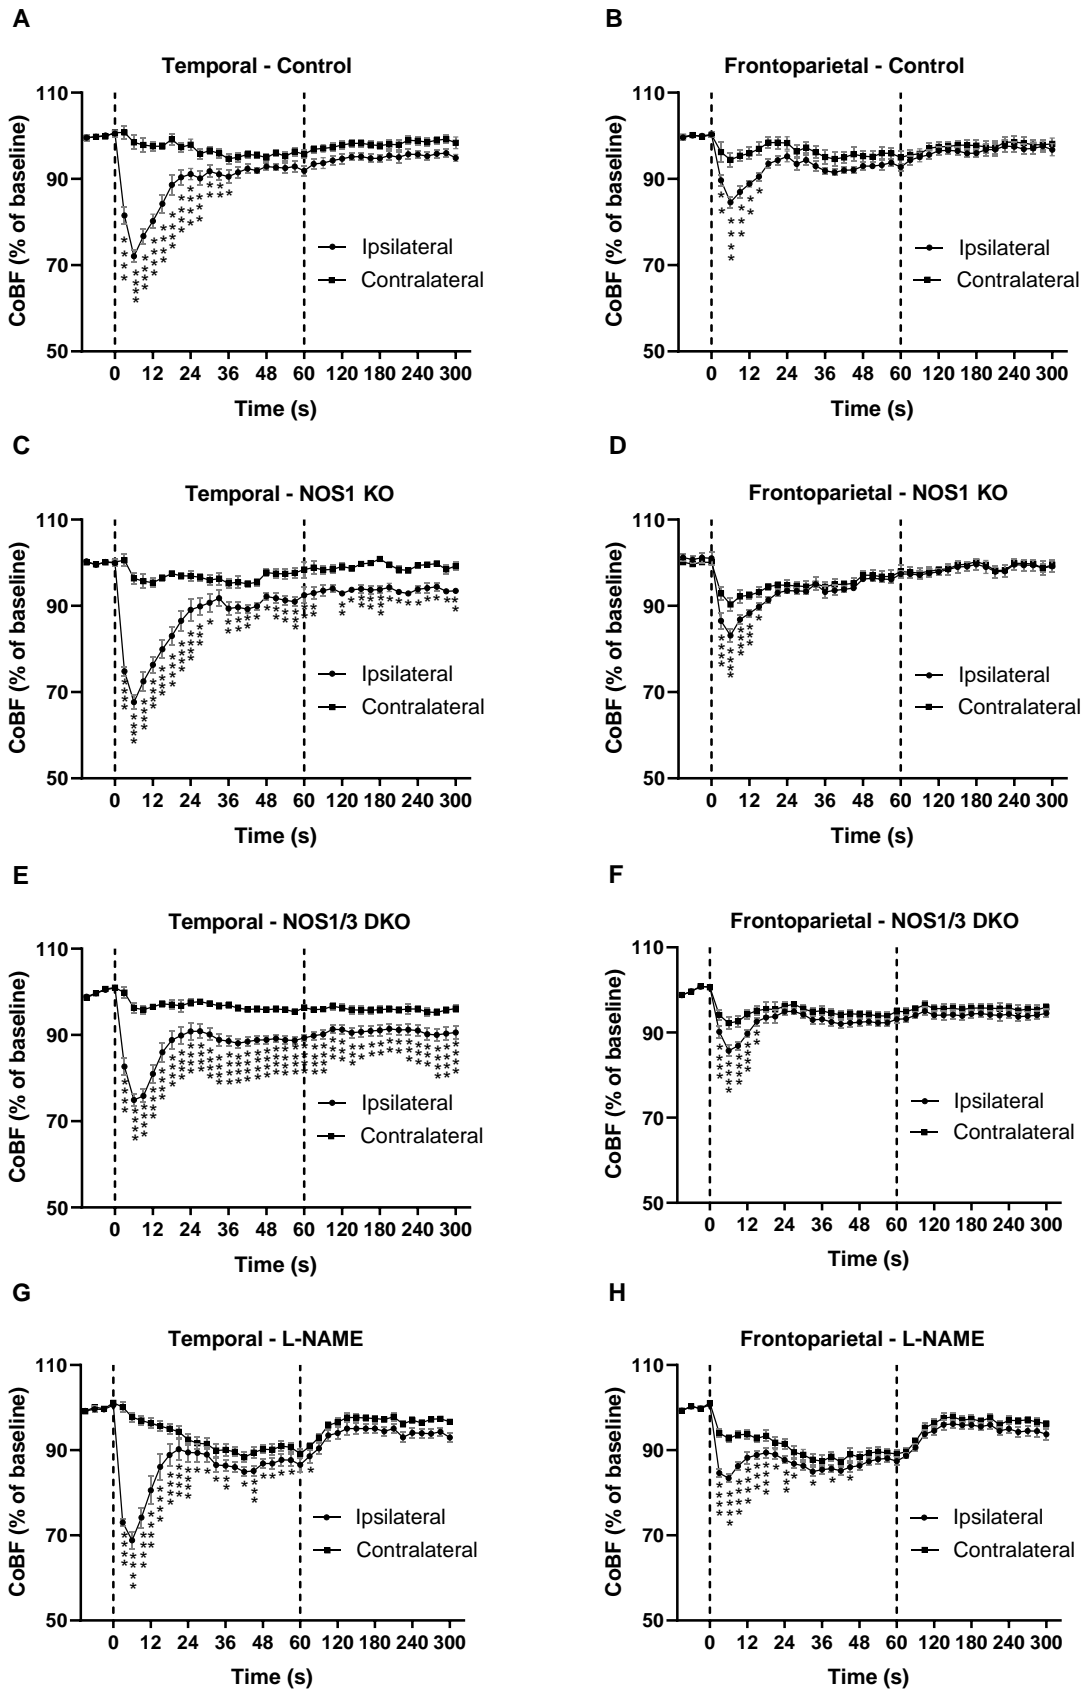 A
B
Temporal - Control
Frontoparietal - Control
CoBF (% of baseline)
110
90
70
50
Ipsilateral
Contralateral
0 12 24 36 48 60 120 180 240 300
Time (s)
CoBF (% of baseline)
110
90
70
50
Ipsilateral
Contralateral
0 12 24 36 48 60 120 180 240 300
Time (s)
C
D
Temporal - NOS1 KO
Frontoparietal - NOS1 KO
CoBF (% of baseline)
110
90
70
50
Ipsilateral
Contralateral
0 12 24 36 48 60 120 180 240 300
Time (s)
CoBF (% of baseline)
110
90
70
50
Ipsilateral
Contralateral
0 12 24 36 48 60 120 180 240 300
Time (s)
E
F
Temporal - NOS1/3 DKO
Frontoparietal - NOS1/3 DKO
CoBF (% of baseline)
110
90
70
50
Ipsilateral
Contralateral
0 12 24 36 48 60 120 180 240 300
Time (s)
CoBF (% of baseline)
110
90
70
50
Ipsilateral
Contralateral
0 12 24 36 48 60 120 180 240 300
Time (s)
G
H
Temporal - L-NAME
Frontoparietal - L-NAME
CoBF (% of baseline)
110
90
70
50
Ipsilateral
Contralateral
0 12 24 36 48 60 120 180 240 300
Time (s)
CoBF (% of baseline)
110
90
70
50
Ipsilateral
Contralateral
0 12 24 36 48 60 120 180 240 300
Time (s)